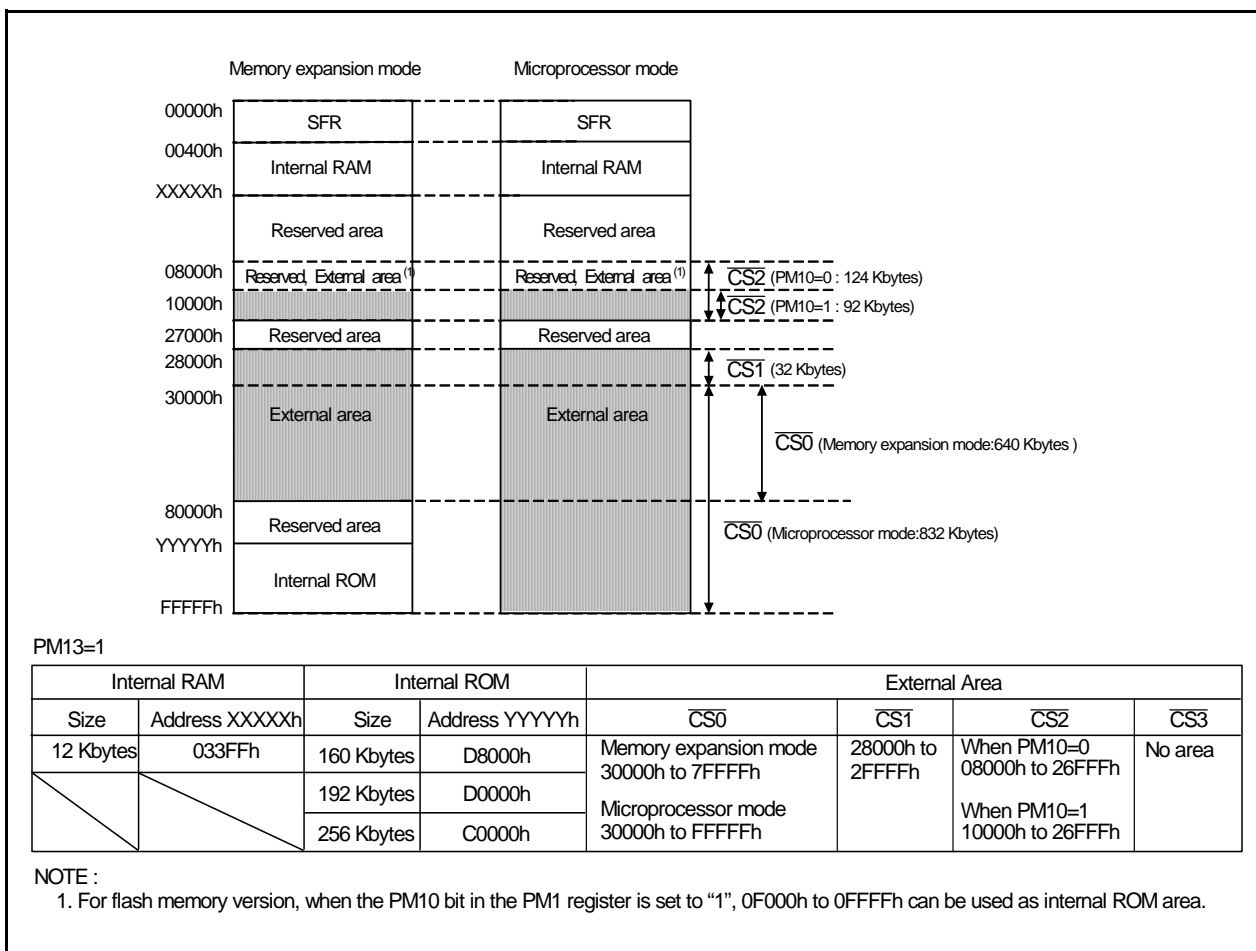 Memory expansion mode Microprocessor mode
00000h
SFR SFR
00400h
Internal RAM Internal RAM
XXXXXh
Reserved area Reserved area
08000h Reserved, External area (1) Reserved, External area (1) CS2 (PM10=0 : 124 Kbytes)
10000h CS2 (PM10=1 : 92 Kbytes)
27000h Reserved area Reserved area
28000h CS1 (32 Kbytes)
30000h
External area External area
CS0 (Memory expansion mode:640 Kbytes )
80000h Reserved area
CS0 (Microprocessor mode:832 Kbytes)
YYYYYh
Internal ROM
FFFFFh
PM13=1
Internal RAM Internal ROM External Area
Size Address XXXXXh Size Address YYYYYh CS0 CS1 CS2 CS3
12 Kbytes 033FFh 160 Kbytes D8000h Memory expansion mode 28000h to When PM10=0 No area
30000h to 7FFFFh 2FFFFh 08000h to 26FFFh
192 Kbytes D0000h
Microprocessor mode When PM10=1
256 Kbytes C0000h 30000h to FFFFFh 10000h to 26FFFh
NOTE :
1. For flash memory version, when the PM10 bit in the PM1 register is set to “1”, 0F000h to 0FFFFh can be used as internal ROM area.